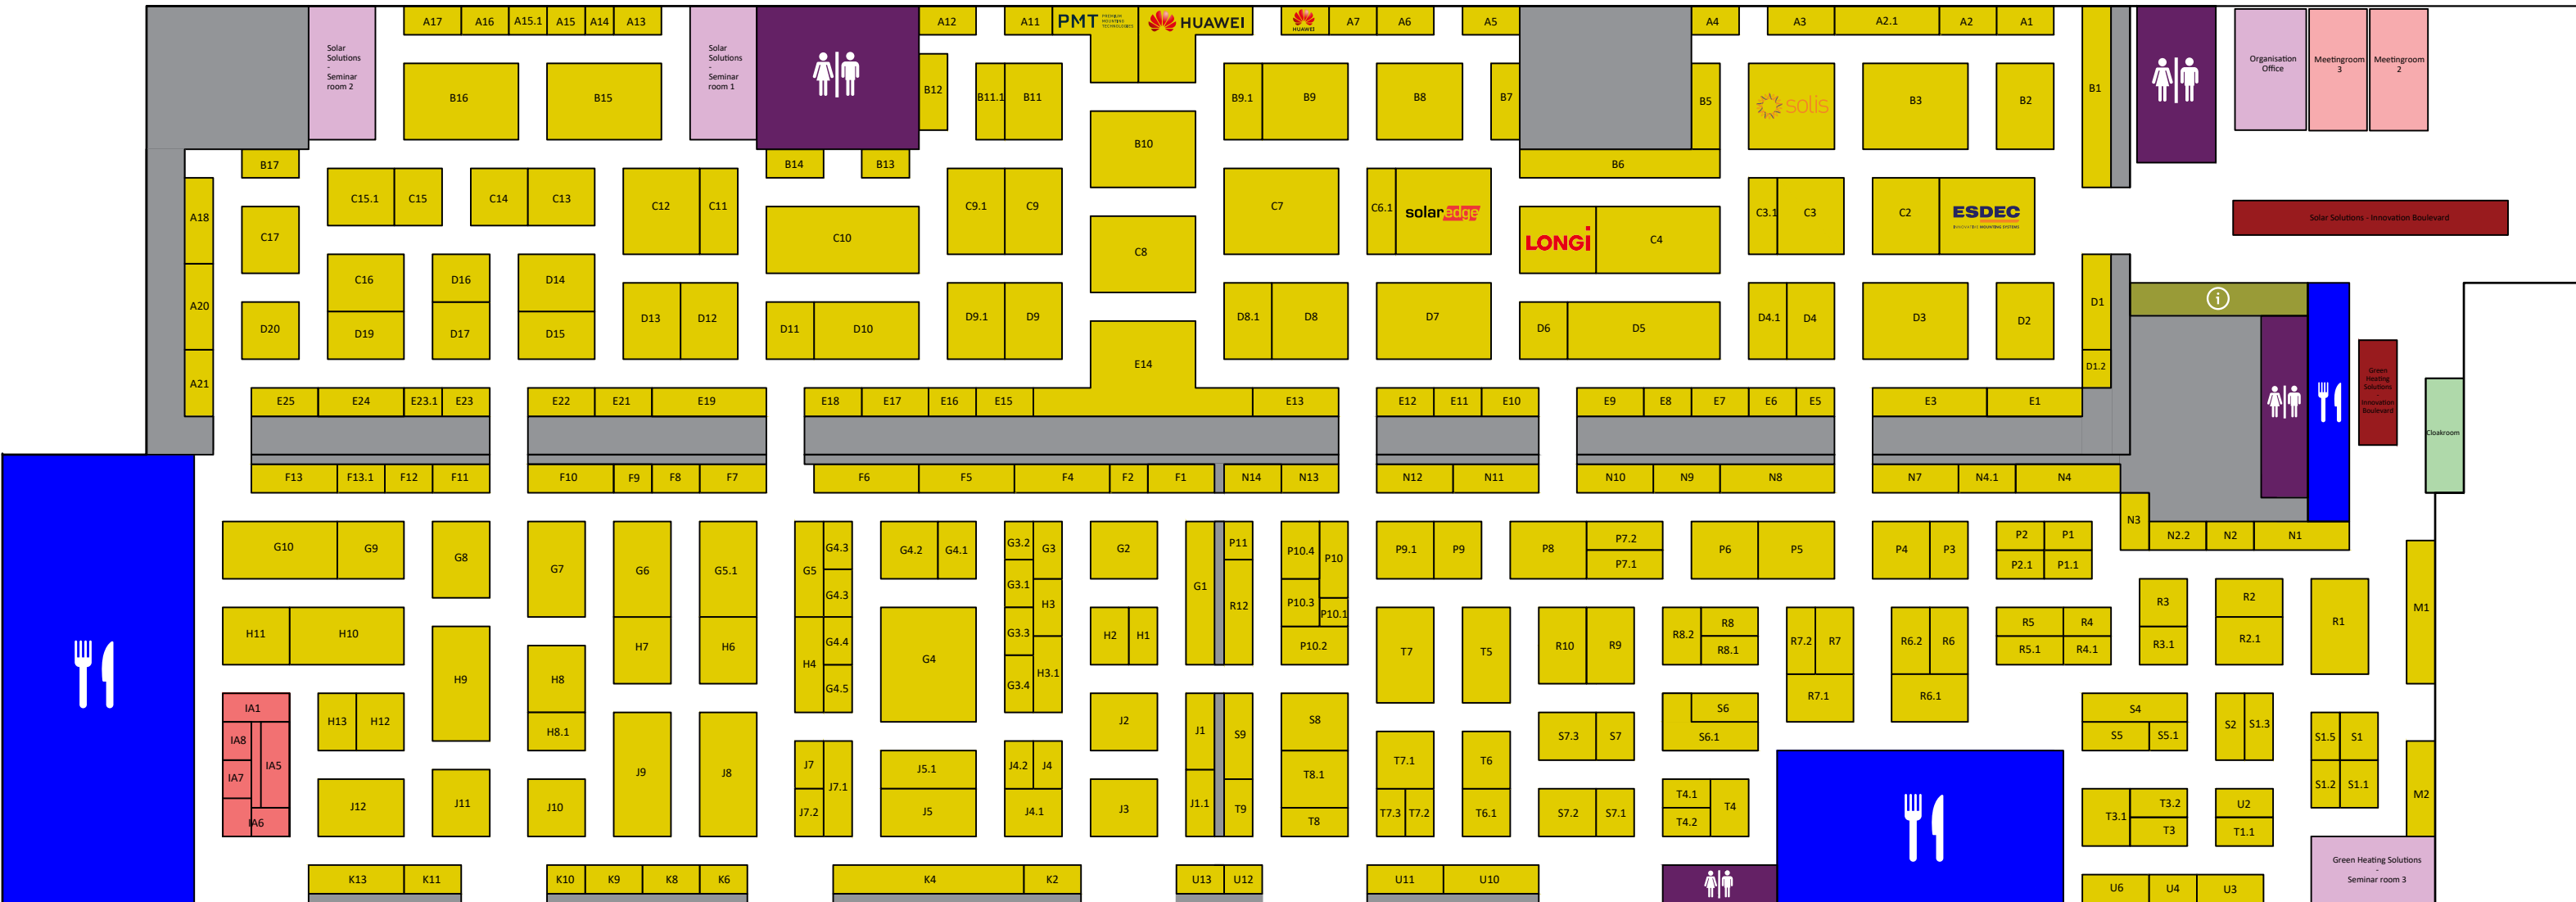 A17 A16 A15.1 A15 A14 A13 A12 A11 PMT PREMIUM MOUNTING TECHNOLOGIES HUAWEI HUAWEI A7 A6 A5 A4 A3 A2.1 A2 A1
Solar
Solutions
-
Seminar
room 2
Solar
Solutions
-
Seminar
room 1
Organisation
Office
Meetingroom
3
Meetingroom
2
B16 B15 B12 B11.1 B11 B10 B9.1 B9 B8 B7 B5 solis B3 B2 B1
B17 B14 B13 B6
C15.1 C15 C14 C13 C12 C11 C9.1 C9 C7 C6.1 solaredge C3.1 C3 C2 ESDEC
INNOVATIVE MOUNTING SYSTEMS
Solar Solutions - Innovation Boulevard
A18 C17 C10 C8 LONGi C4
A20 C16 D16 D14
D20 D19 D17 D15 D13 D12 D11 D10 D9.1 D9 D8.1 D8 D7 D6 D5 D4.1 D4 D3 D2 D1
A21 E14 D1.2
Green
Heating
Solutions
-
Innovation
Boulevard
Cloakroom
E25 E24 E23.1 E23 E22 E21 E19 E18 E17 E16 E15 E13 E12 E11 E10 E9 E8 E7 E6 E5 E3 E1
F13 F13.1 F12 F11 F10 F9 F8 F7 F6 F5 F4 F2 F1 N14 N13 N12 N11 N10 N9 N8 N7 N4.1 N4
N3 N2.2 N2 N1
G10 G9 G8 G7 G6 G5.1 G5 G4.3 G4.2 G4.1 G3.2 G3 G2 G1 P11 P10.4 P10 P9.1 P9 P8 P7.2 P6 P5 P4 P3 P2 P1
G4.3 G3.1 P7.1 P2.1 P1.1
H3 R12 P10.3 P10.1 R3 R2 R1 M1
H11 H10 H9 H8 H7 H6 H4 G4.4 G4 G3.3 H2 H1 P10.2 T7 T5 R10 R9 R8.2 R8 R7.2 R7 R6.2 R6 R5 R4
R8.1 R5.1 R4.1 R3.1 R2.1
G4.5 G3.4 H3.1 R7.1 R6.1
IA1 H13 H12 H8.1 J2 J1 S9 S8 S7.3 S7 S6 S4 S2 S1.3
S6.1 S5 S5.1 S1.5 S1
IA8 IA5 J9 J8 J7 J7.1 J5.1 J4.2 J4 T8.1 T7.1 T6
IA7 S1.2 S1.1
J12 J11 J10 J7.2 J5 J4.1 J3 J1.1 T9 T8 T7.3 T7.2 T6.1 S7.2 S7.1 T4.1 T4 T3.1 T3.2 U2 M2
IA6 T4.2 T3 T1.1
Green Heating Solutions
-
Seminar room 3
K13 K11 K10 K9 K8 K6 K4 K2 U13 U12 U11 U10 U6 U4 U3